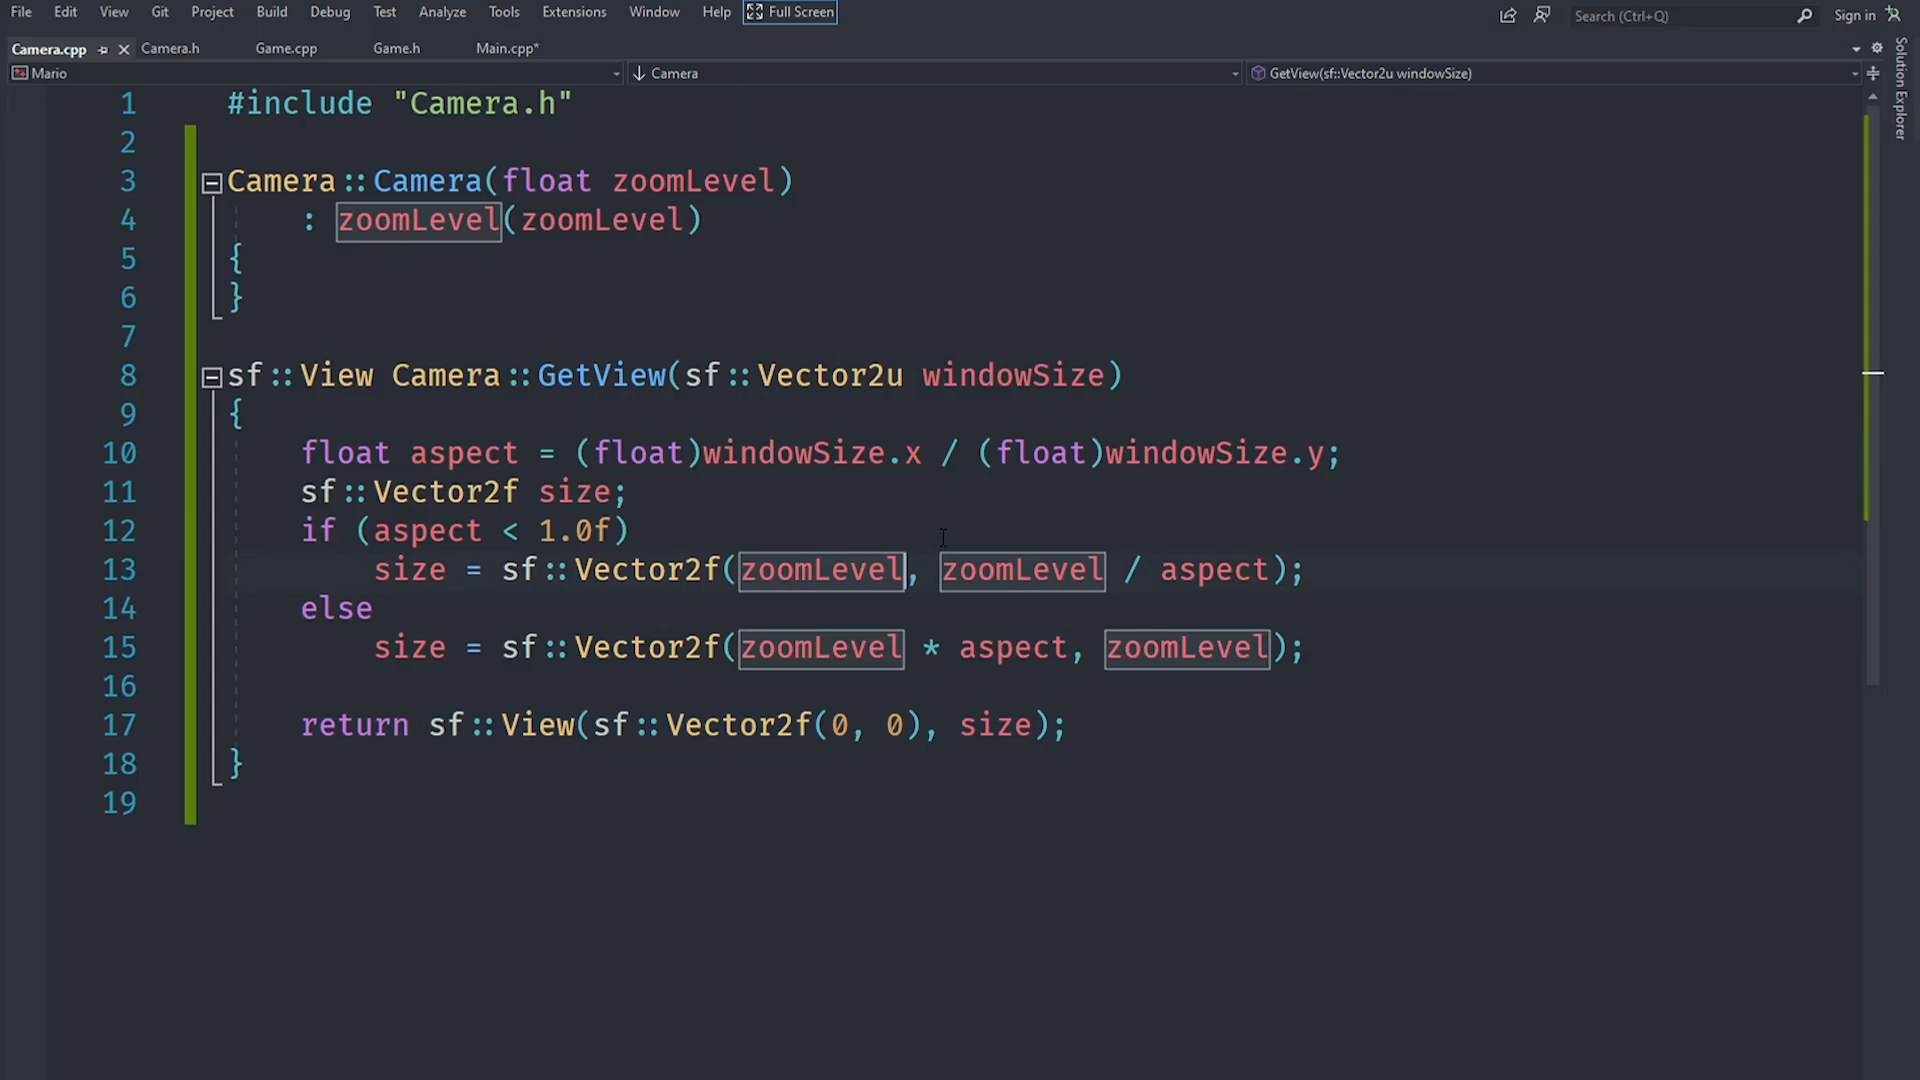 File Edit View Git Project Build Debug Test Analyze Tools Extensions Window Help Full Screen Search (Ctrl+Q) Sign in
Camera.cpp Camera.h Game.cpp Game.h Main.cpp*
Mario Camera GetView(sf::Vector2u windowSize)
Solution Explorer
1 #include "Camera.h"
2
3 Camera::Camera(float zoomLevel)
4 : zoomLevel(zoomLevel)
5 {
6 }
7
8 sf::View Camera::GetView(sf::Vector2u windowSize)
9 {
10 float aspect = (float)windowSize.x / (float)windowSize.y;
11 sf::Vector2f size;
12 if (aspect < 1.0f)
13 size = sf::Vector2f(zoomLevel, zoomLevel / aspect);
14 else
15 size = sf::Vector2f(zoomLevel * aspect, zoomLevel);
16
17 return sf::View(sf::Vector2f(0, 0), size);
18 }
19